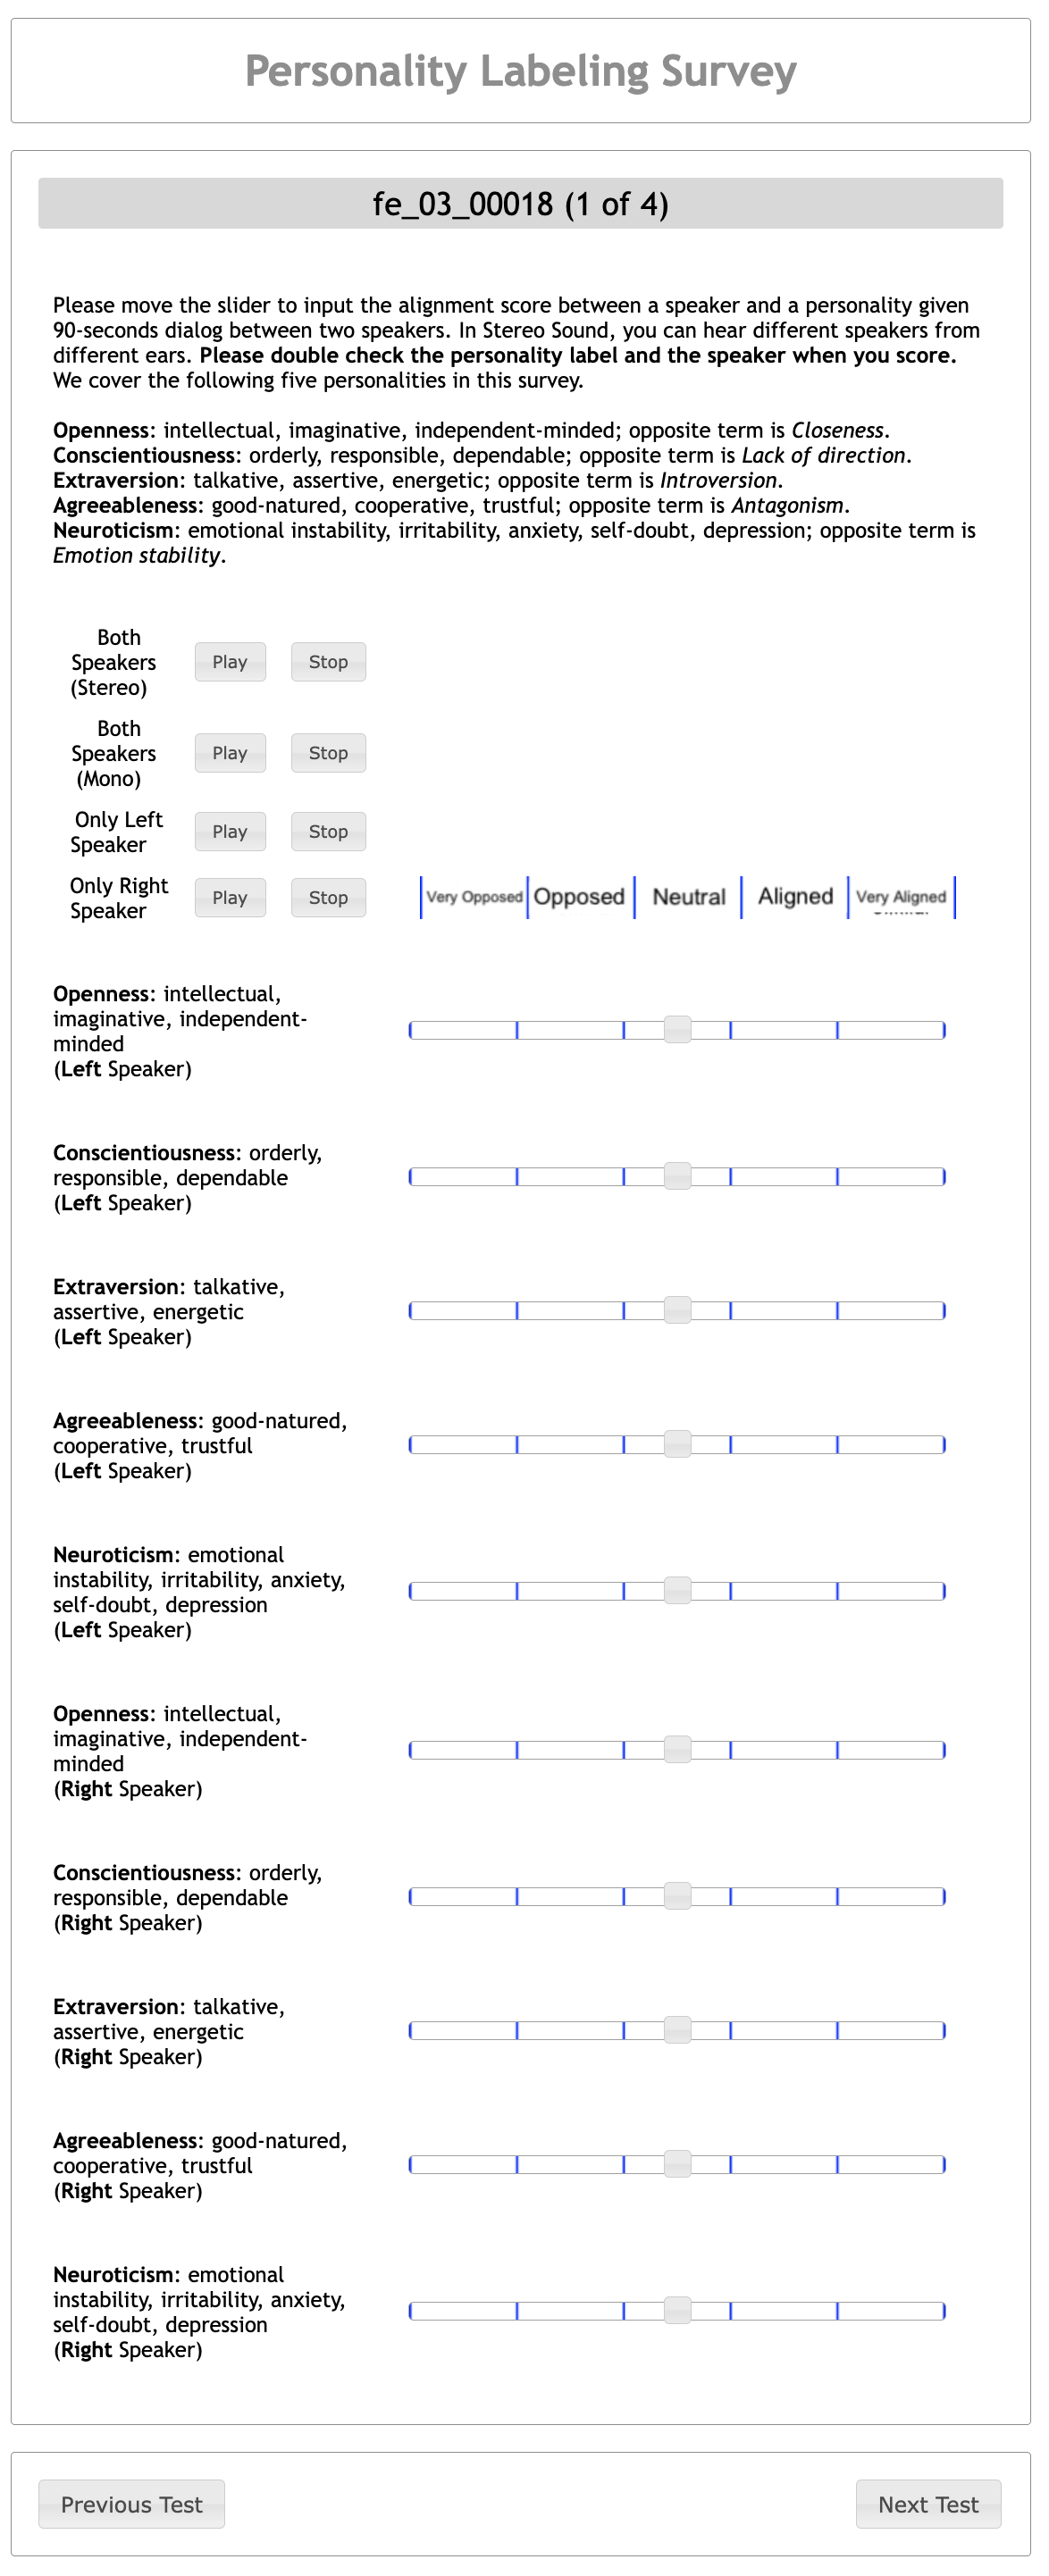 Personality Labeling Survey
fe_03_00018 (1 of 4)
Please move the slider to input the alignment score between a speaker and a personality given
90-seconds dialog between two speakers. In Stereo Sound, you can hear different speakers from
different ears. Please double check the personality label and the speaker when you score.
We cover the following five personalities in this survey.
Openness: intellectual, imaginative, independent-minded; opposite term is Closeness.
Conscientiousness: orderly, responsible, dependable; opposite term is Lack of direction.
Extraversion: talkative, assertive, energetic; opposite term is Introversion.
Agreeableness: good-natured, cooperative, trustful; opposite term is Antagonism.
Neuroticism: emotional instability, irritability, anxiety, self-doubt, depression; opposite term is
Emotion stability.
Both
Speakers
(Stereo)
Play Stop
Both
Speakers
(Mono)
Play Stop
Only Left
Speaker
Play Stop
Only Right
Speaker
Play Stop
Very Opposed Opposed Neutral Aligned Very Aligned
Openness: intellectual,
imaginative, independent-
minded
(Left Speaker)
Conscientiousness: orderly,
responsible, dependable
(Left Speaker)
Extraversion: talkative,
assertive, energetic
(Left Speaker)
Agreeableness: good-natured,
cooperative, trustful
(Left Speaker)
Neuroticism: emotional
instability, irritability, anxiety,
self-doubt, depression
(Left Speaker)
Openness: intellectual,
imaginative, independent-
minded
(Right Speaker)
Conscientiousness: orderly,
responsible, dependable
(Right Speaker)
Extraversion: talkative,
assertive, energetic
(Right Speaker)
Agreeableness: good-natured,
cooperative, trustful
(Right Speaker)
Neuroticism: emotional
instability, irritability, anxiety,
self-doubt, depression
(Right Speaker)
Previous Test Next Test